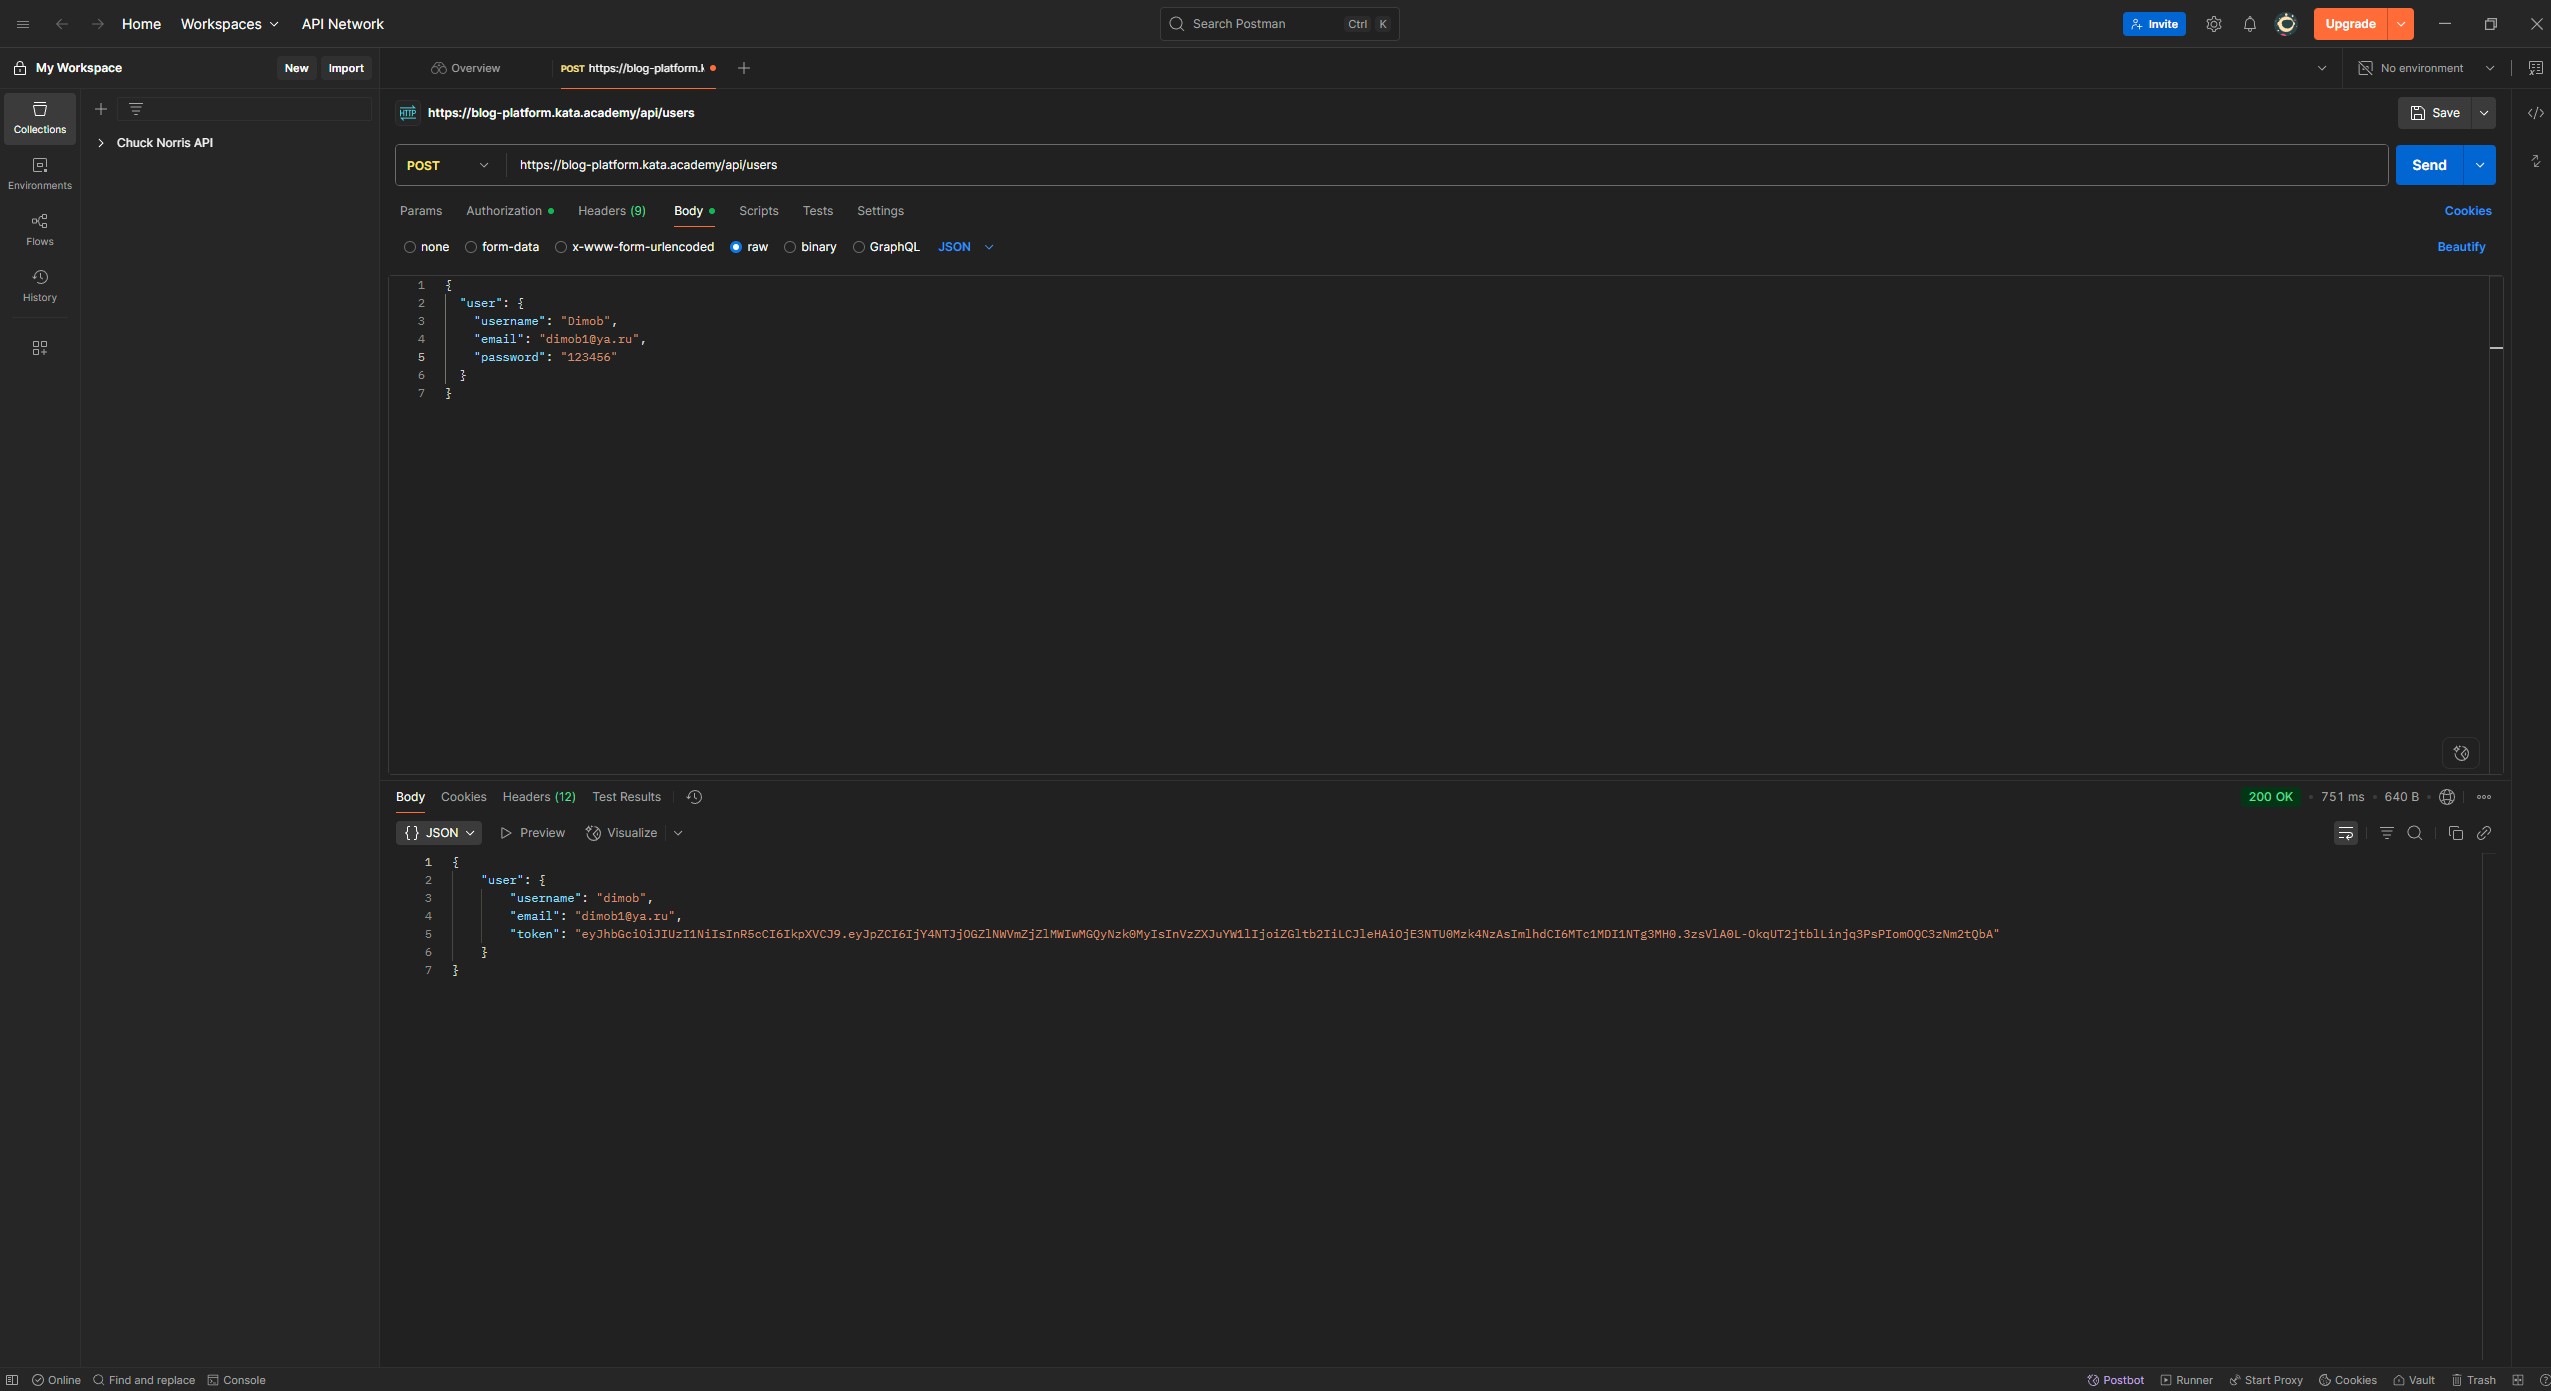 Home Workspaces API Network Search Postman Ctrl K Invite Upgrade
My Workspace New Import Overview POST https://blog-platform.k No environment
HTTP https://blog-platform.kata.academy/api/users Save
Collections
Environments
Flows
History
Chuck Norris API
POST https://blog-platform.kata.academy/api/users Send
Params Authorization Headers (9) Body Scripts Tests Settings Cookies
none form-data x-www-form-urlencoded raw binary GraphQL JSON Beautify
1 {
2 "user": {
3 "username": "Dimob",
4 "email": "dimob1@ya.ru",
5 "password": "123456"
6 }
7 }
Body Cookies Headers (12) Test Results 200 OK 751 ms 640 B
{} JSON Preview Visualize
1 {
2 "user": {
3 "username": "dimob",
4 "email": "dimob1@ya.ru",
5 "token":
6 }
7 }
Online Find and replace Console Postbot Runner Start Proxy Cookies Vault Trash